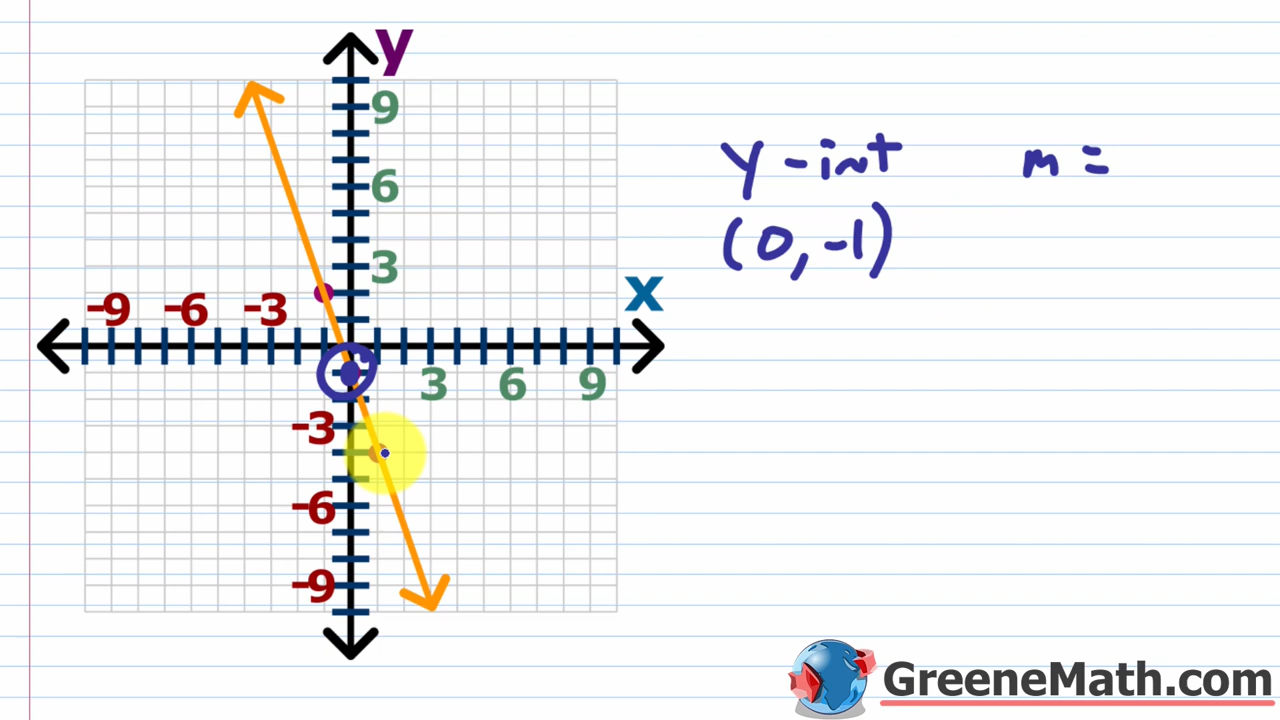 y
9
6
3
-9 -6 -3
x
3 6 9
-3
-6
-9
y-int m =
(0, -1)
GreeneMath.com